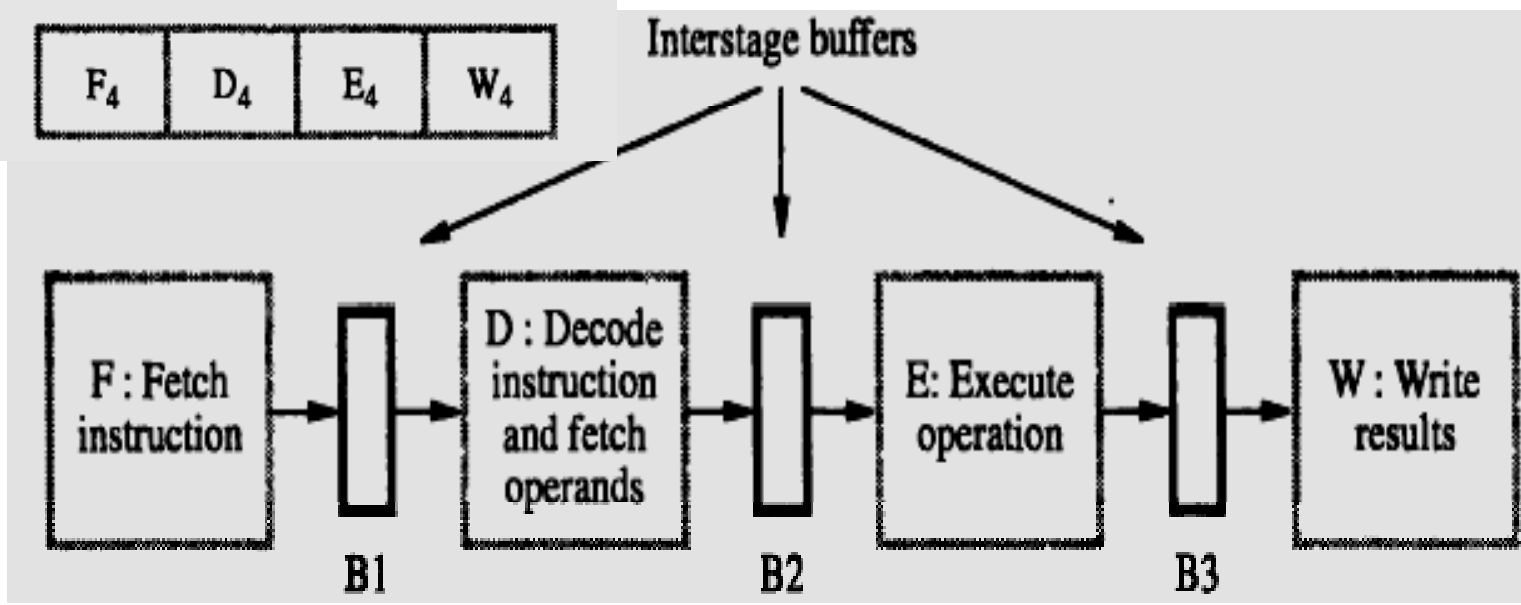 F4 D4 E4 W4
Interstage buffers
F : Fetch
instruction
D : Decode
instruction
and fetch
operands
E: Execute
operation
W : Write
results
B1
B2
B3